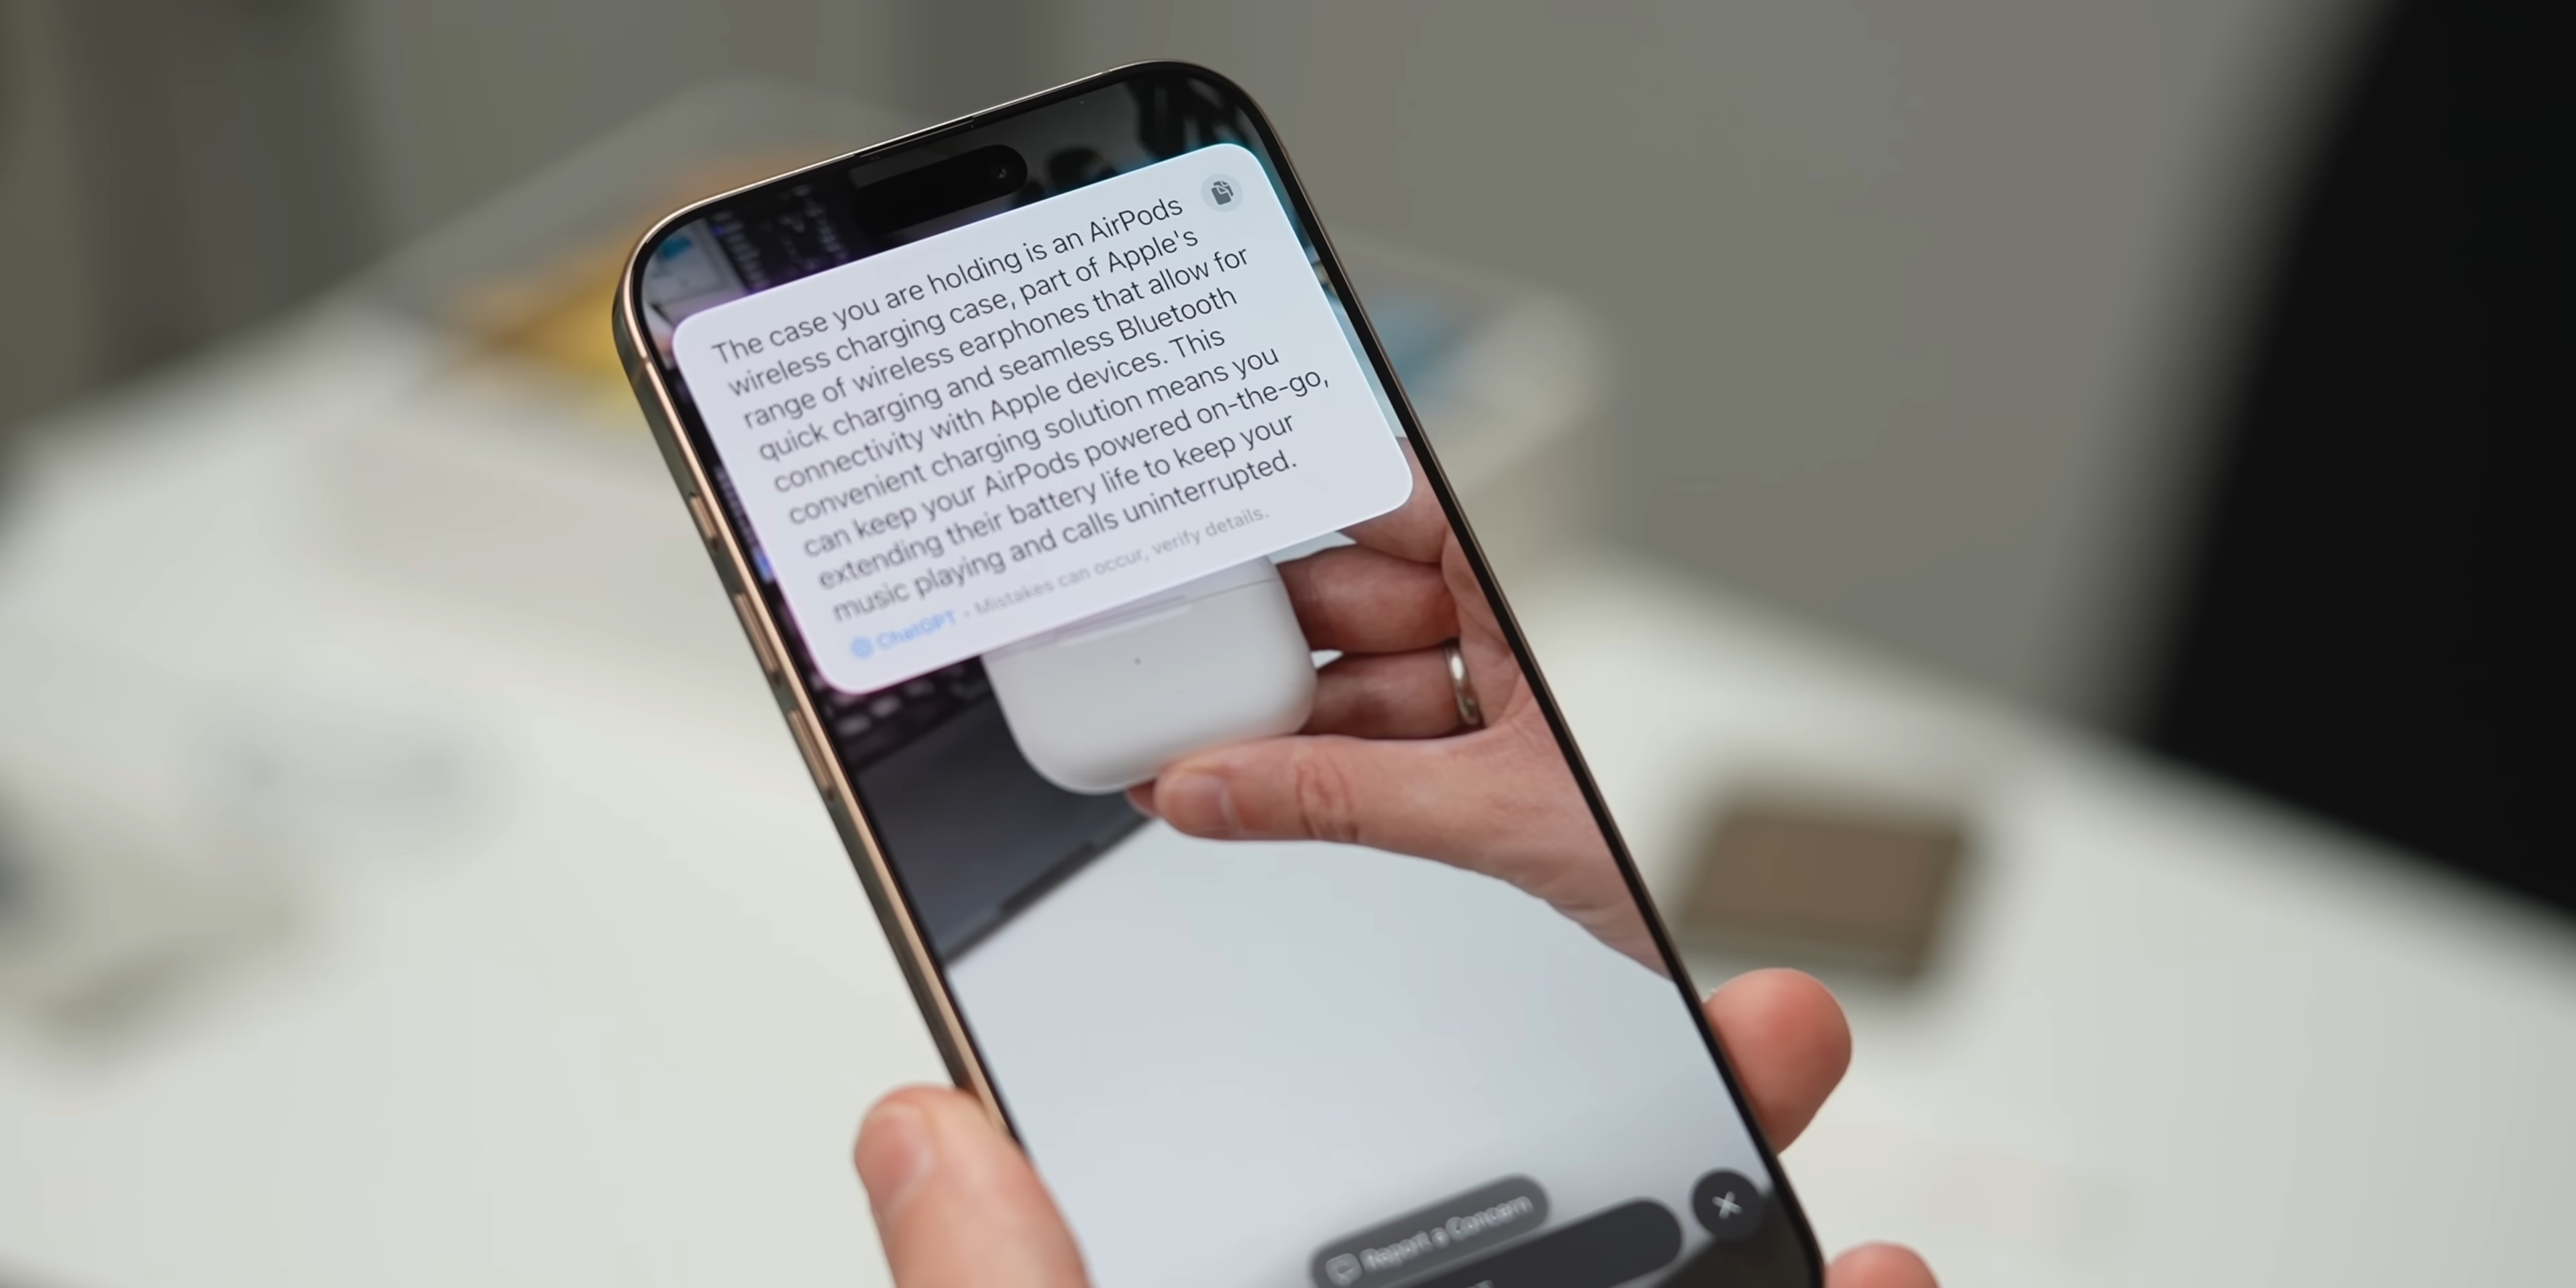 The case you are holding is an AirPods
wireless charging case, part of Apple's
range of wireless earphones that allow for
quick charging and seamless Bluetooth
connectivity with Apple devices. This
convenient charging solution means you
can keep your AirPods powered on-the-go,
extending their battery life to keep your
music playing and calls uninterrupted.
ChatGPT • Mistakes can occur, verify details.
Report a Concern